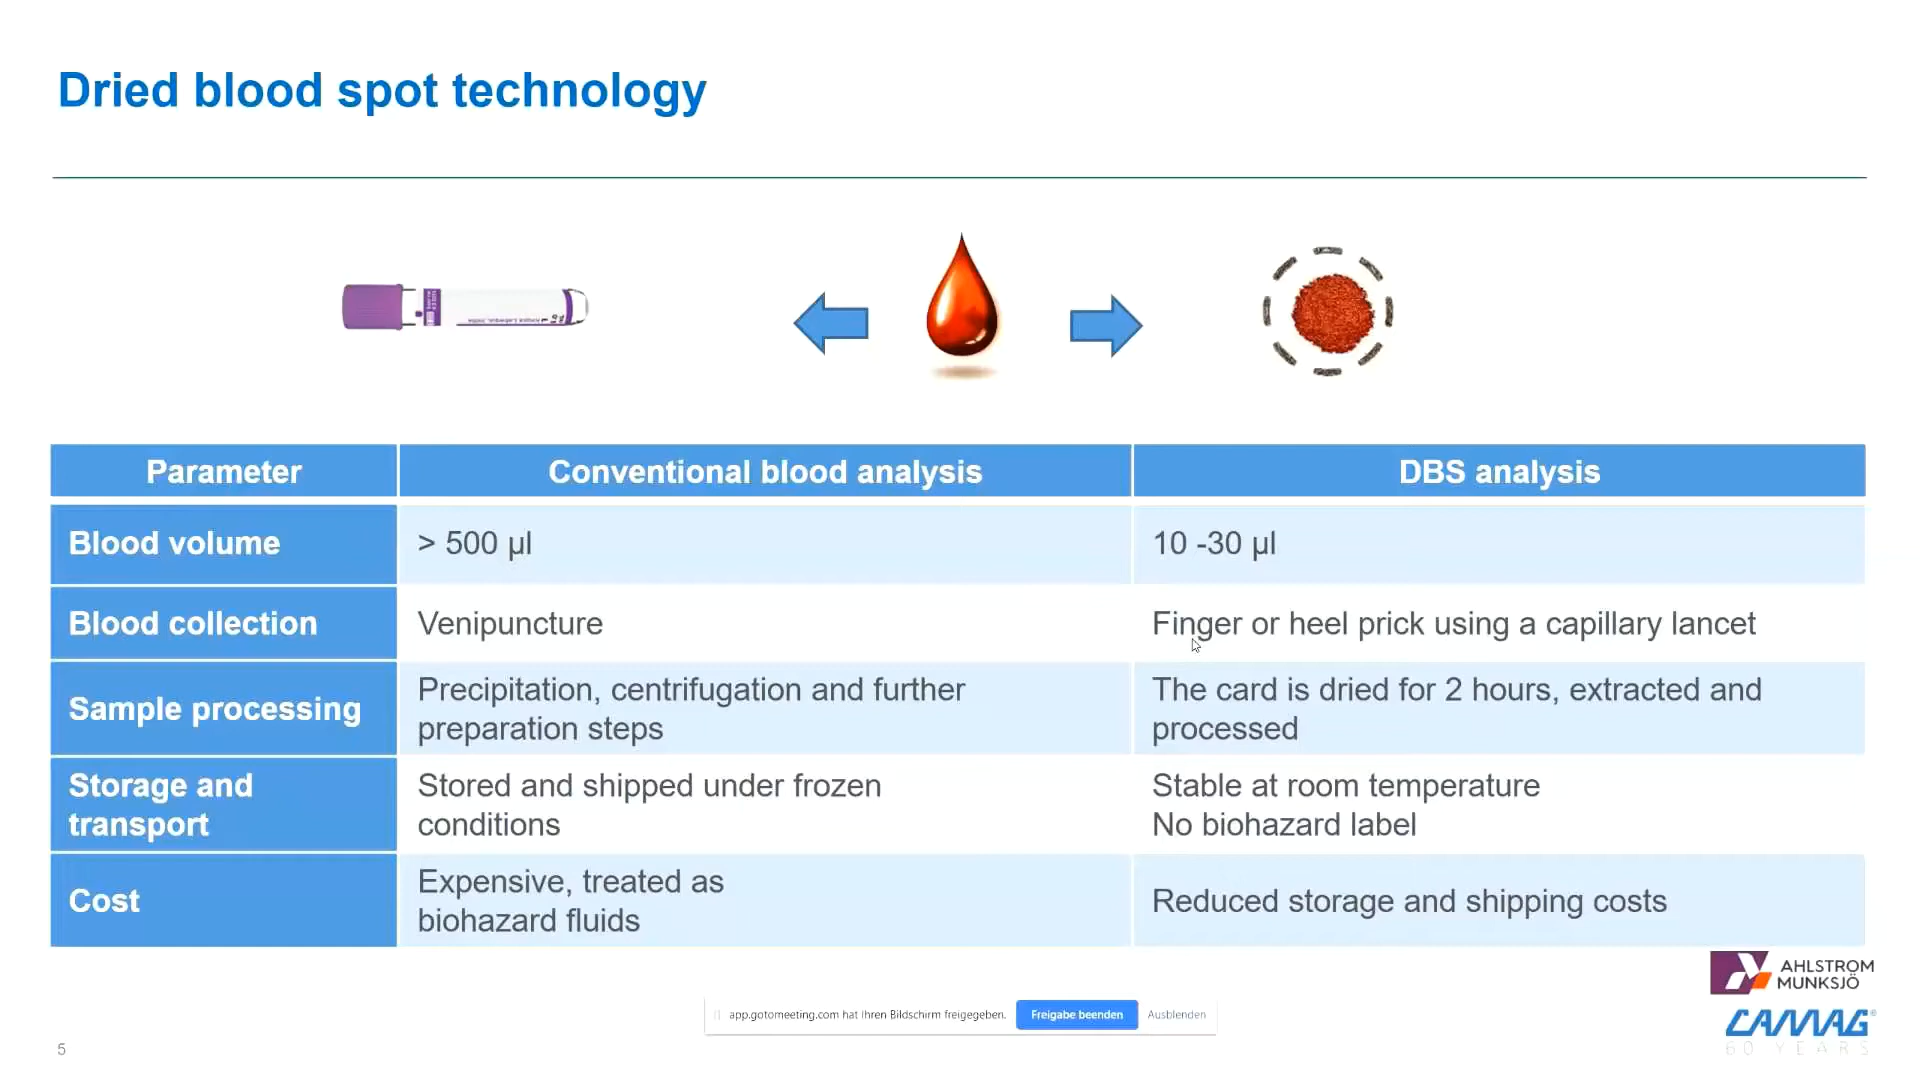 Dried blood spot technology
Parameter
Conventional blood analysis
DBS analysis
Blood volume
> 500 µl
10 -30 µl
Blood collection
Venipuncture
Finger or heel prick using a capillary lancet
Sample processing
Precipitation, centrifugation and further
preparation steps
The card is dried for 2 hours, extracted and
processed
Storage and
transport
Stored and shipped under frozen
conditions
Stable at room temperature
No biohazard label
Cost
Expensive, treated as
biohazard fluids
Reduced storage and shipping costs
AHLSTROM
MUNKSJÖ
CAMAG®
60 YEARS
app.gotomeeting.com hat Ihren Bildschirm freigegeben.
Freigabe beenden
Ausblenden
5